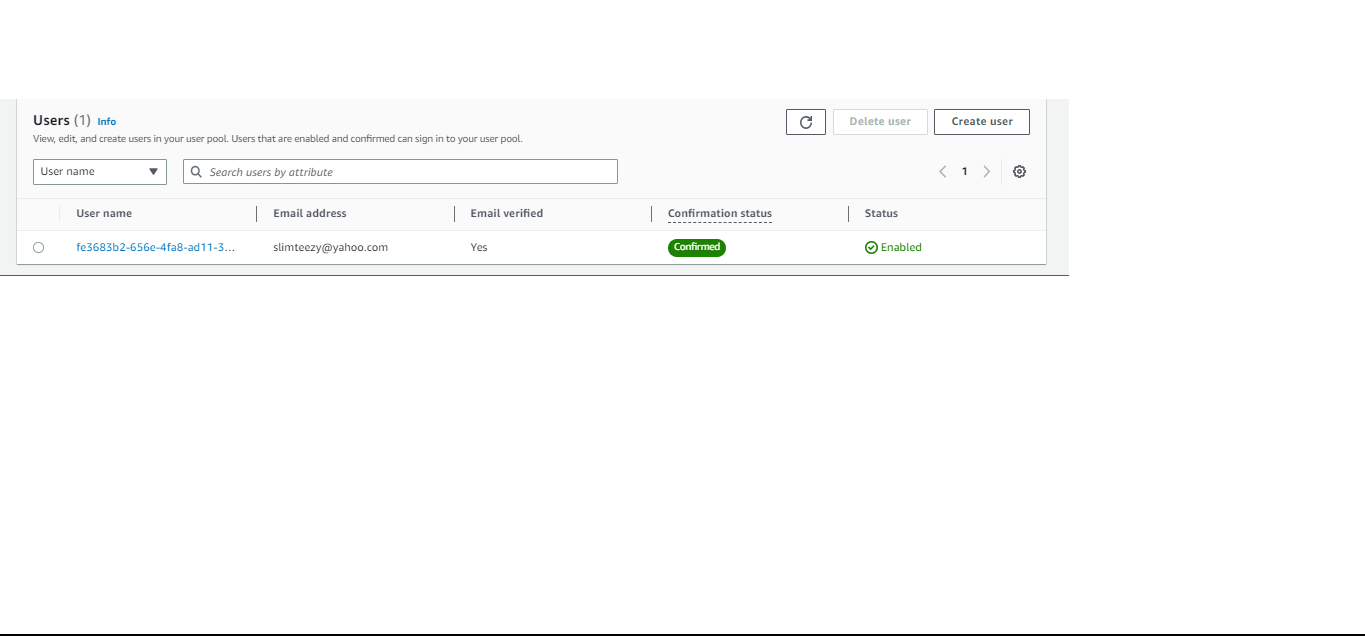 Users (1) Info
Delete user
Create user
View, edit, and create users in your user pool. Users that are enabled and confirmed can sign in to your user pool.
User name
Search users by attribute
1
User name
Email address
Email verified
Confirmation status
Status
fe3683b2-656e-4fa8-ad11-3...
slimteezy@yahoo.com
Yes
Confirmed
Enabled